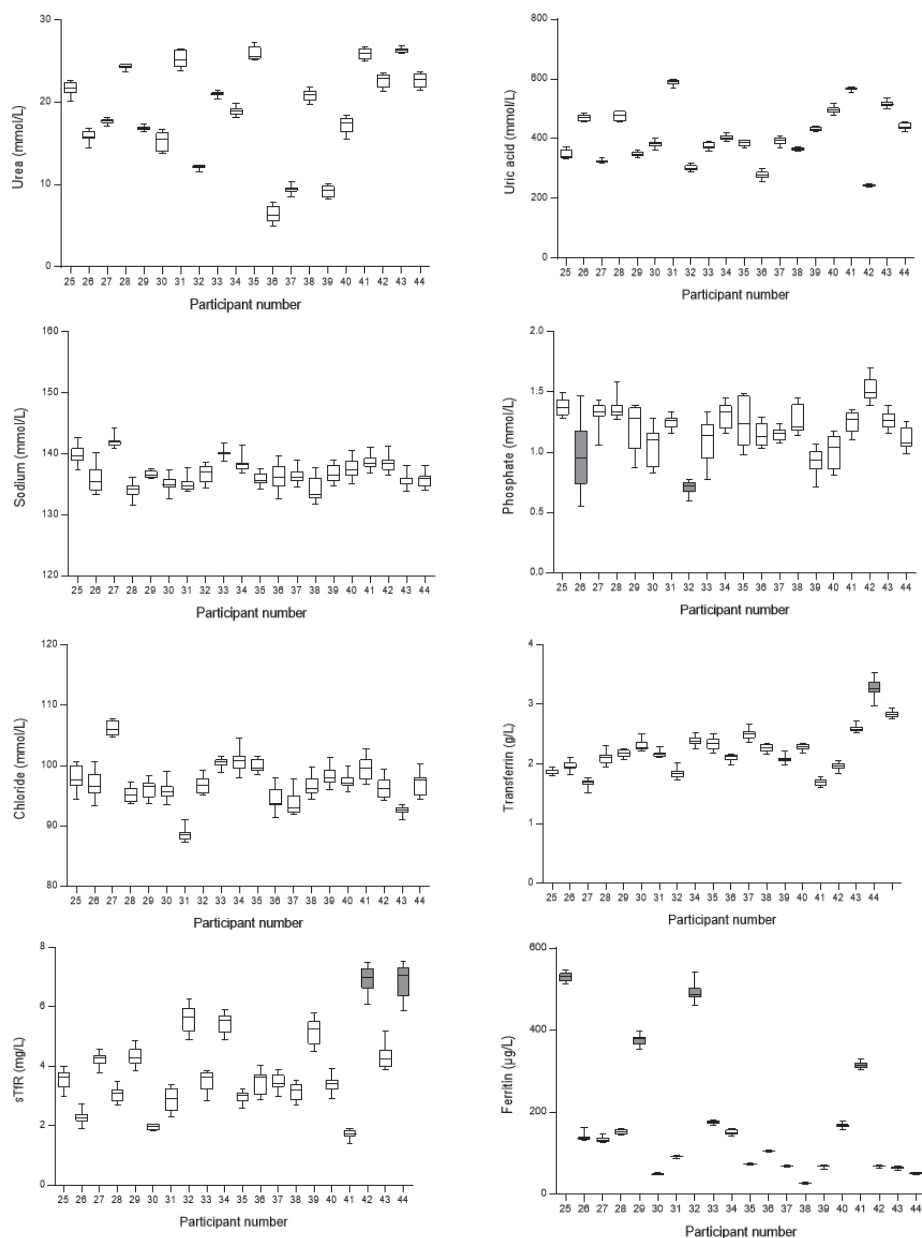 30
20
10
0
Urea (mmol/L)
25 26 27 28 29 30 31 32 33 34 35 36 37 38 39 40 41 42 43 44
Participant number
800
600
400
200
0
Uric acid (mmol/L)
25 26 27 28 29 30 31 32 33 34 35 36 37 38 39 40 41 42 43 44
Participant number
160
150
140
130
120
Sodium (mmol/L)
25 26 27 28 29 30 31 32 33 34 35 36 37 38 39 40 41 42 43 44
Participant number
2.0
1.5
1.0
0.5
0.0
Phosphate (mmol/L)
25 26 27 28 29 30 31 32 33 34 35 36 37 38 39 40 41 42 43 44
Participant number
120
110
100
90
80
Chloride (mmol/L)
25 26 27 28 29 30 31 32 33 34 35 36 37 38 39 40 41 42 43 44
Participant number
4
3
2
1
0
Transferrin (g/L)
25 26 27 28 29 30 31 32 33 34 35 36 37 38 39 40 41 42 43 44
Participant number
8
6
4
2
0
sTfR (mg/L)
25 26 27 28 29 30 31 32 33 34 35 36 37 38 39 40 41 42 43 44
Participant number
600
400
200
0
Ferritin (µg/L)
25 26 27 28 29 30 31 32 33 34 35 36 37 38 39 40 41 42 43 44
Participant number